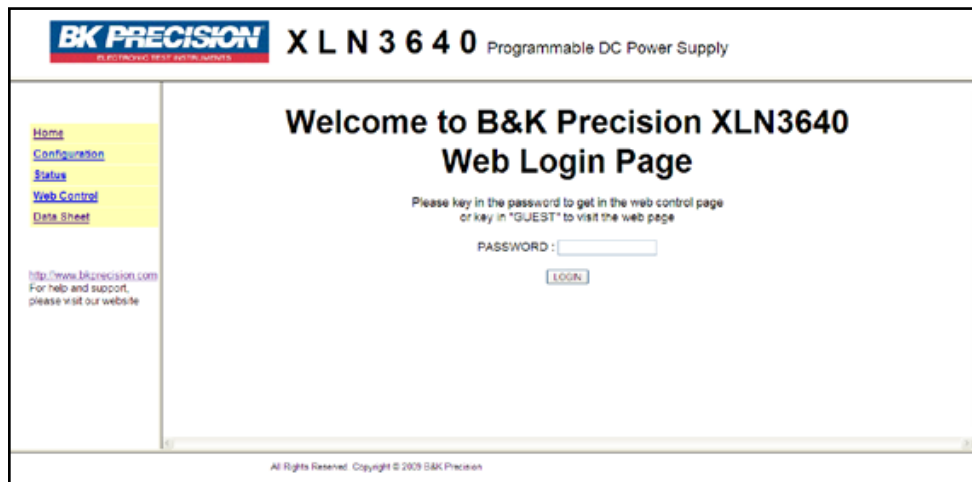 BK PRECISION
ELECTRONIC TEST INSTRUMENTS
XLN3640 Programmable DC Power Supply
Home
Configuration
Status
Web Control
Data Sheet
http://www.bkprecision.com
For help and support,
please visit our website
Welcome to B&K Precision XLN3640
Web Login Page
Please key in the password to get in the web control page
or key in "GUEST" to visit the web page
PASSWORD :
LOGIN
All Rights Reserved. Copyright © 2009 B&K Precision